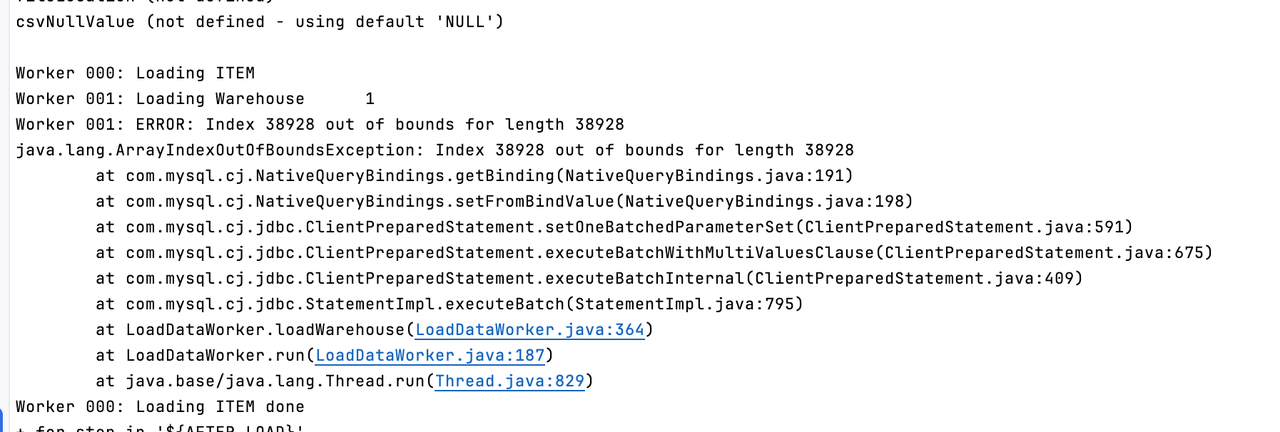 csvNullValue (not defined - using default 'NULL')
Worker 000: Loading ITEM
Worker 001: Loading Warehouse      1
Worker 001: ERROR: Index 38928 out of bounds for length 38928
java.lang.ArrayIndexOutOfBoundsException: Index 38928 out of bounds for length 38928
at com.mysql.cj.NativeQueryBindings.getBinding(NativeQueryBindings.java:191)
at com.mysql.cj.NativeQueryBindings.setFromBindValue(NativeQueryBindings.java:198)
at com.mysql.cj.jdbc.ClientPreparedStatement.setOneBatchedParameterSet(ClientPreparedStatement.java:591)
at com.mysql.cj.jdbc.ClientPreparedStatement.executeBatchWithMultiValuesClause(ClientPreparedStatement.java:675)
at com.mysql.cj.jdbc.ClientPreparedStatement.executeBatchInternal(ClientPreparedStatement.java:409)
at com.mysql.cj.jdbc.StatementImpl.executeBatch(StatementImpl.java:795)
at LoadDataWorker.loadWarehouse(LoadDataWorker.java:364)
at LoadDataWorker.run(LoadDataWorker.java:187)
at java.base/java.lang.Thread.run(Thread.java:829)
Worker 000: Loading ITEM done
+ for step in '${AFTER_LOAD}'